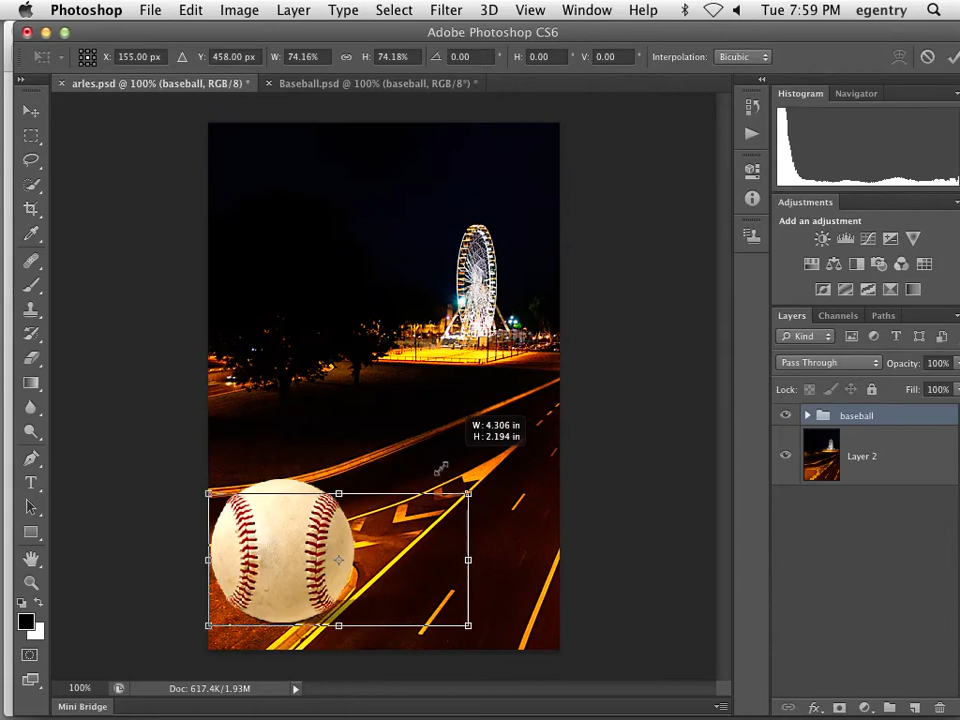 Photoshop File Edit Image Layer Type Select Filter 3D View Window Help Tue 7:59 PM egentry
Adobe Photoshop CS6
X: 155.00 px Y: 458.00 px W: 74.16% H: 74.18% 0.00 ° H: 0.00 ° V: 0.00 ° Interpolation: Bicubic
× arles.psd @ 100% (baseball, RGB/8) * × Baseball.psd @ 100% (baseball, RGB/8*) *
Histogram Navigator
Adjustments
Add an adjustment
Layers Channels Paths
Kind
Pass Through Opacity: 100%
Lock: Fill: 100%
baseball
Layer 2
W: 4.306 in
H: 2.194 in
100% Doc: 617.4K/1.93M
Mini Bridge